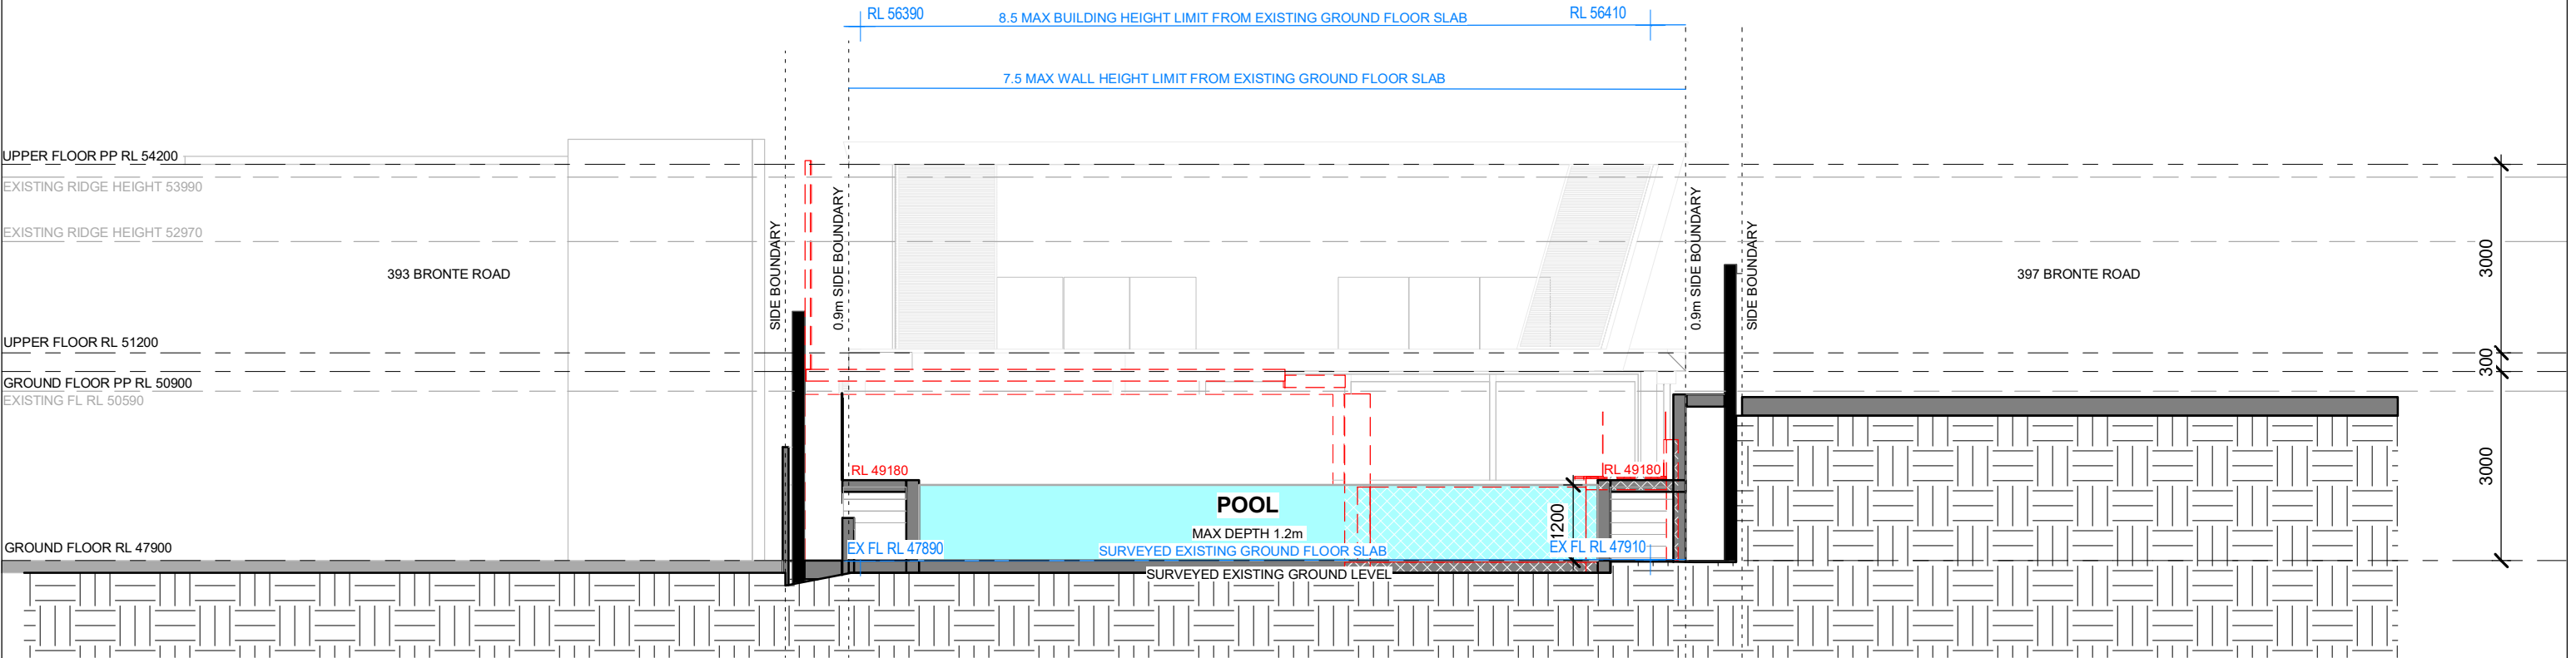 RL 56390
8.5 MAX BUILDING HEIGHT LIMIT FROM EXISTING GROUND FLOOR SLAB
RL 56410
7.5 MAX WALL HEIGHT LIMIT FROM EXISTING GROUND FLOOR SLAB
UPPER FLOOR PP RL 54200
EXISTING RIDGE HEIGHT 53990
EXISTING RIDGE HEIGHT 52970
393 BRONTE ROAD
SIDE BOUNDARY
0.9m SIDE BOUNDARY
0.9m SIDE BOUNDARY
SIDE BOUNDARY
397 BRONTE ROAD
3000
UPPER FLOOR RL 51200
300
GROUND FLOOR PP RL 50900
EXISTING FL RL 50590
RL 49180
RL 49180
3000
POOL
MAX DEPTH 1.2m
1200
GROUND FLOOR RL 47900
EX FL RL 47890
SURVEYED EXISTING GROUND FLOOR SLAB
EX FL RL 47910
SURVEYED EXISTING GROUND LEVEL